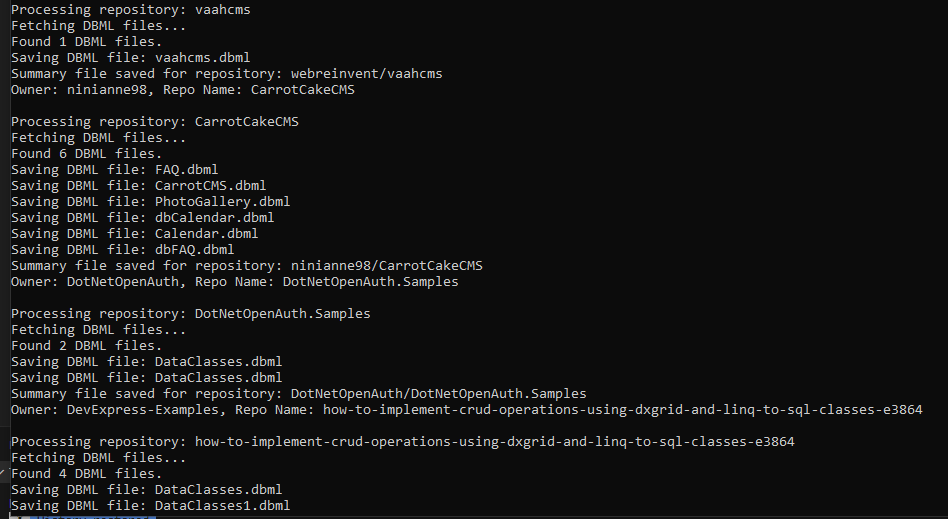 Processing repository: vaahcms
Fetching DBML files...
Found 1 DBML files.
Saving DBML file: vaahcms.dbml
Summary file saved for repository: webreinvent/vaahcms
Owner: ninianne98, Repo Name: CarrotCakeCMS

Processing repository: CarrotCakeCMS
Fetching DBML files...
Found 6 DBML files.
Saving DBML file: FAQ.dbml
Saving DBML file: CarrotCMS.dbml
Saving DBML file: PhotoGallery.dbml
Saving DBML file: dbCalendar.dbml
Saving DBML file: Calendar.dbml
Saving DBML file: dbFAQ.dbml
Summary file saved for repository: ninianne98/CarrotCakeCMS
Owner: DotNetOpenAuth, Repo Name: DotNetOpenAuth.Samples

Processing repository: DotNetOpenAuth.Samples
Fetching DBML files...
Found 2 DBML files.
Saving DBML file: DataClasses.dbml
Saving DBML file: DataClasses.dbml
Summary file saved for repository: DotNetOpenAuth/DotNetOpenAuth.Samples
Owner: DevExpress-Examples, Repo Name: how-to-implement-crud-operations-using-dxgrid-and-linq-to-sql-classes-e3864

Processing repository: how-to-implement-crud-operations-using-dxgrid-and-linq-to-sql-classes-e3864
Fetching DBML files...
Found 4 DBML files.
Saving DBML file: DataClasses.dbml
Saving DBML file: DataClasses1.dbml